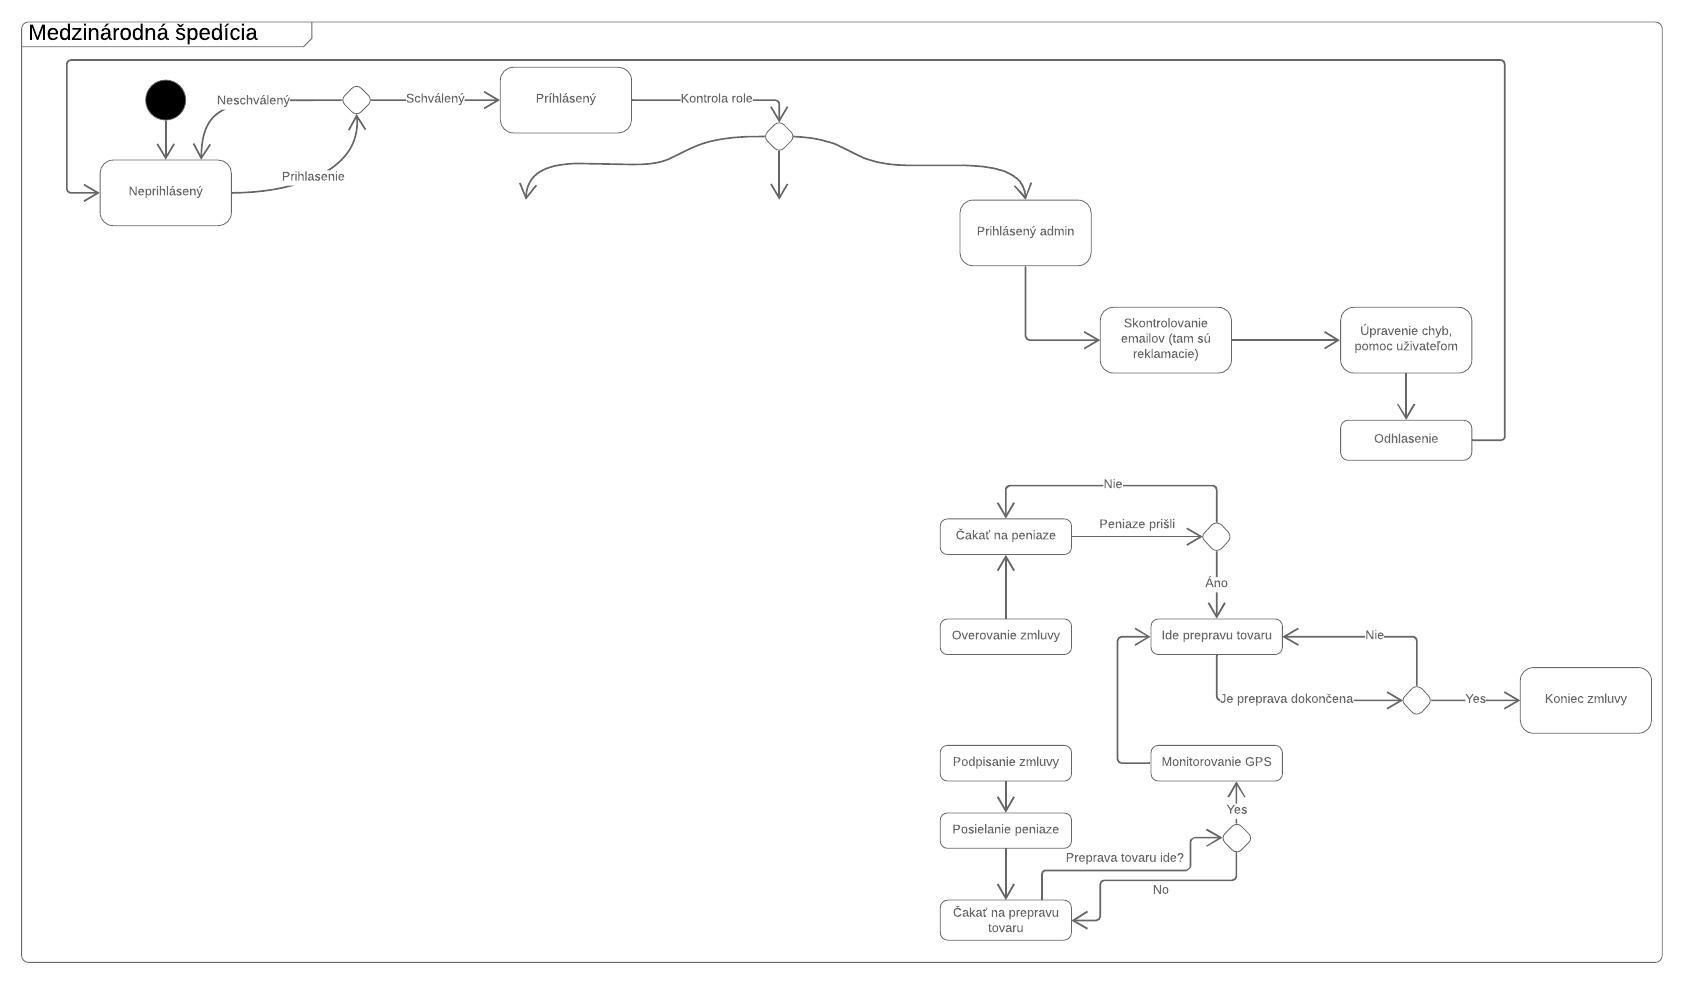 Medzinárodná špedícia
Neschválený
Schválený
Príhlásený
Kontrola role
Prihlasenie
Neprihlásený
Prihlásený admin
Skontrolovanie
emailov (tam sú
reklamacie)
Úpravenie chyb,
pomoc uživateľom
Odhlasenie
Nie
Peniaze prišli
Čakať na peniaze
Áno
Overovanie zmluvy
Ide prepravu tovaru
Nie
Je preprava dokončena
Yes
Koniec zmluvy
Podpisanie zmluvy
Monitorovanie GPS
Yes
Posielanie peniaze
Preprava tovaru ide?
No
Čakať na prepravu
tovaru